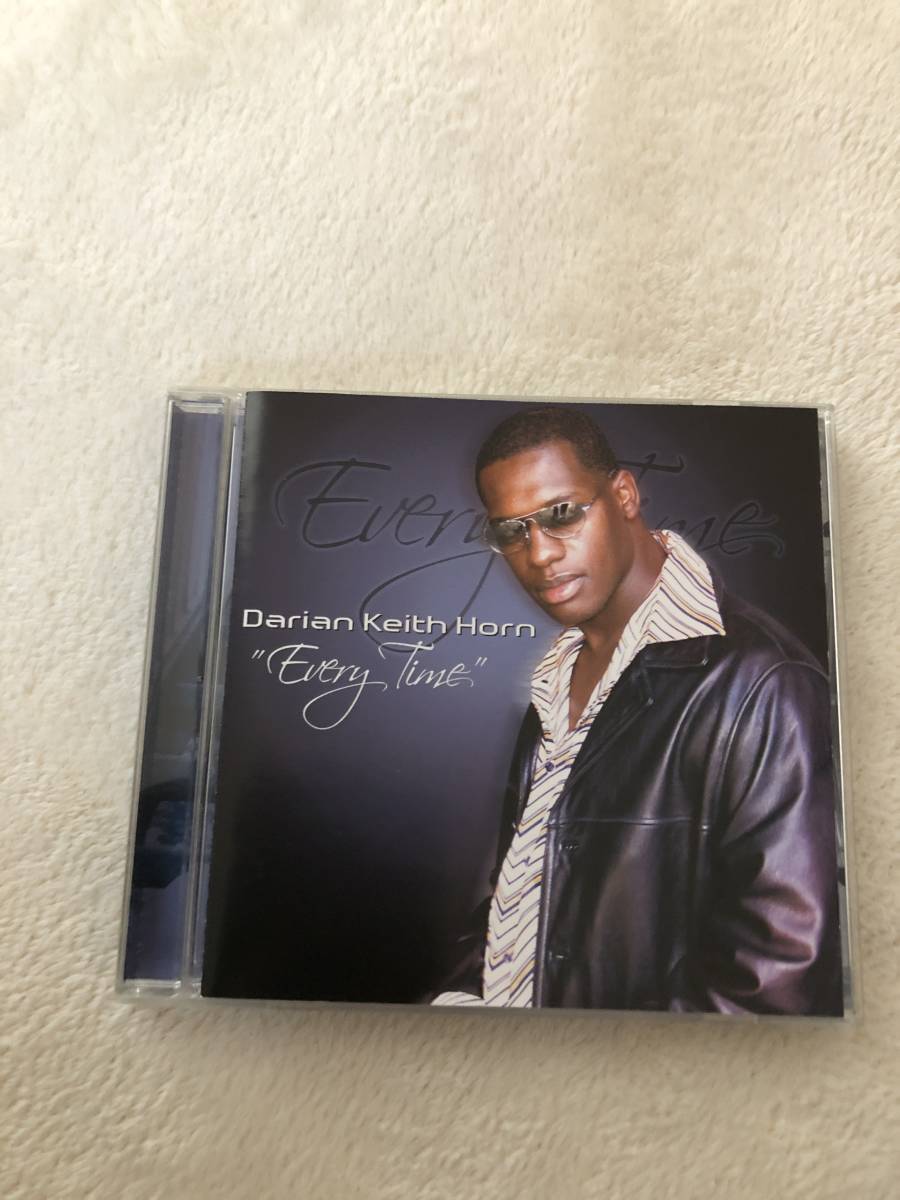 Every Time
Darian Keith Horn
"Every Time"